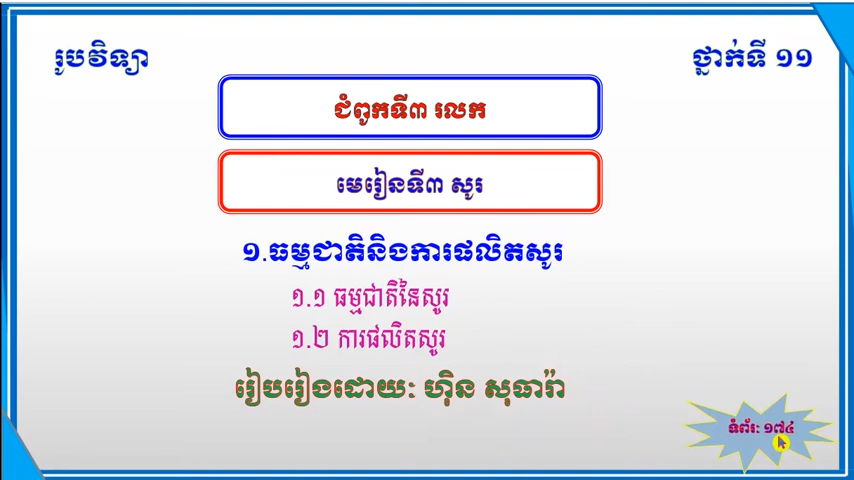 រូបវិទ្យា
ថ្នាក់ទី ១១
ជំពូកទី៣ រលក
មេរៀនទី៣ សូរ
១.ធម្មជាតិនិងការផលិតសូរ
១.១ ធម្មជាតិនៃសូរ
១.២ ការផលិតសូរ
រៀបរៀងដោយ: ហ៊ិន សុធារ៉ា
ទំព័រ: ១៧៤